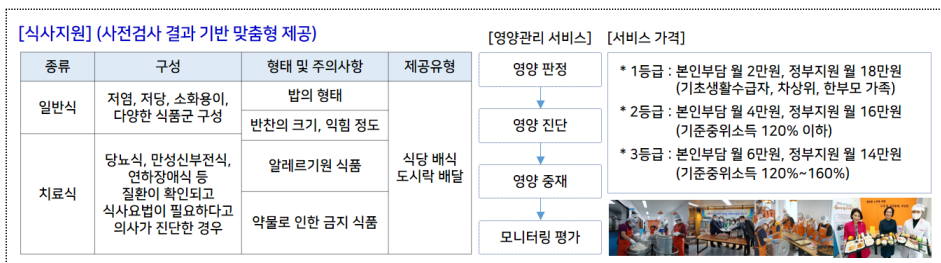 [식사지원] (사전검사 결과 기반 맞춤형 제공)
종류 구성 형태 및 주의사항 제공유형
일반식
저염, 저당, 소화용이,
다양한 식품군 구성
밥의 형태
반찬의 크기, 익힘 정도
치료식
당뇨식, 만성신부전식,
연하장애식 등
질환이 확인되고
식사요법이 필요하다고
의사가 진단한 경우
알레르기원 식품
약물로 인한 금지 식품
식당 배식
도시락 배달
[영양관리 서비스]
영양 판정
영양 진단
영양 중재
모니터링 평가
[서비스 가격]
* 1등급 : 본인부담 월 2만원, 정부지원 월 18만원
(기초생활수급자, 차상위, 한부모 가족)
* 2등급 : 본인부담 월 4만원, 정부지원 월 16만원
(기준중위소득 120% 이하)
* 3등급 : 본인부담 월 6만원, 정부지원 월 14만원
(기준중위소득 120%~160%)